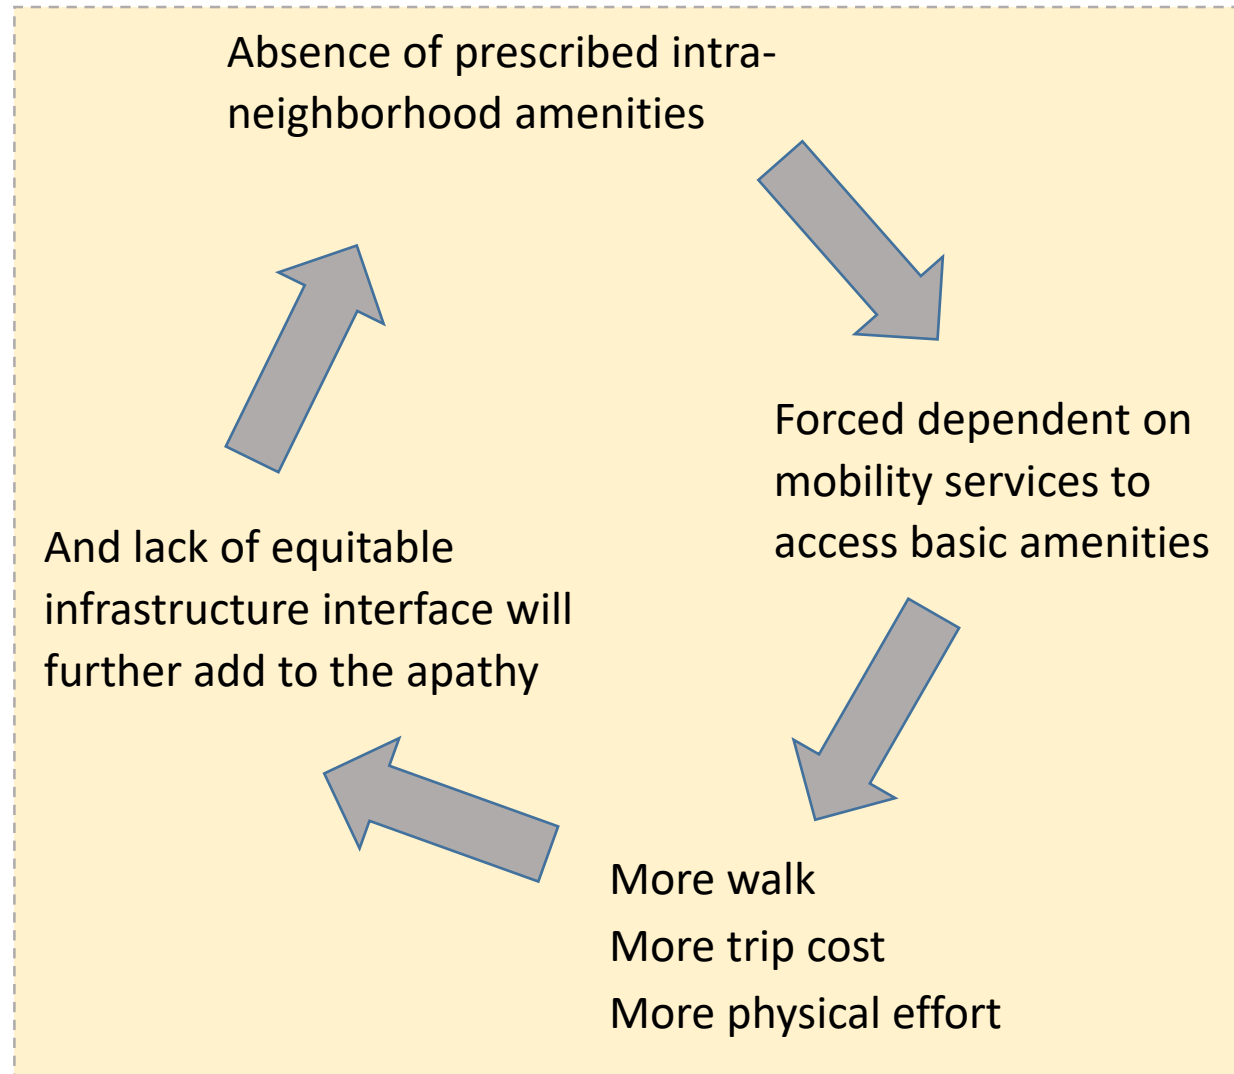 Absence of prescribed intra-
neighborhood amenities
Forced dependent on
mobility services to
access basic amenities
More walk
More trip cost
More physical effort
And lack of equitable
infrastructure interface will
further add to the apathy